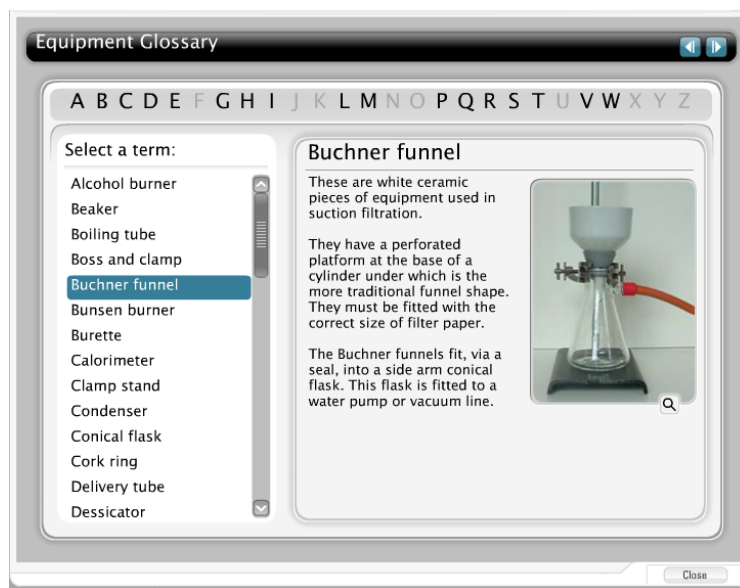 Equipment Glossary
A B C D E F G H I J K L M N O P Q R S T U V W X Y Z
Select a term:
Alcohol burner
Beaker
Boiling tube
Boss and clamp
Buchner funnel
Bunsen burner
Burette
Calorimeter
Clamp stand
Condenser
Conical flask
Cork ring
Delivery tube
Dessicator
Buchner funnel
These are white ceramic
pieces of equipment used in
suction filtration.
They have a perforated
platform at the base of a
cylinder under which is the
more traditional funnel shape.
They must be fitted with the
correct size of filter paper.
The Buchner funnels fit, via a
seal, into a side arm conical
flask. This flask is fitted to a
water pump or vacuum line.
Close